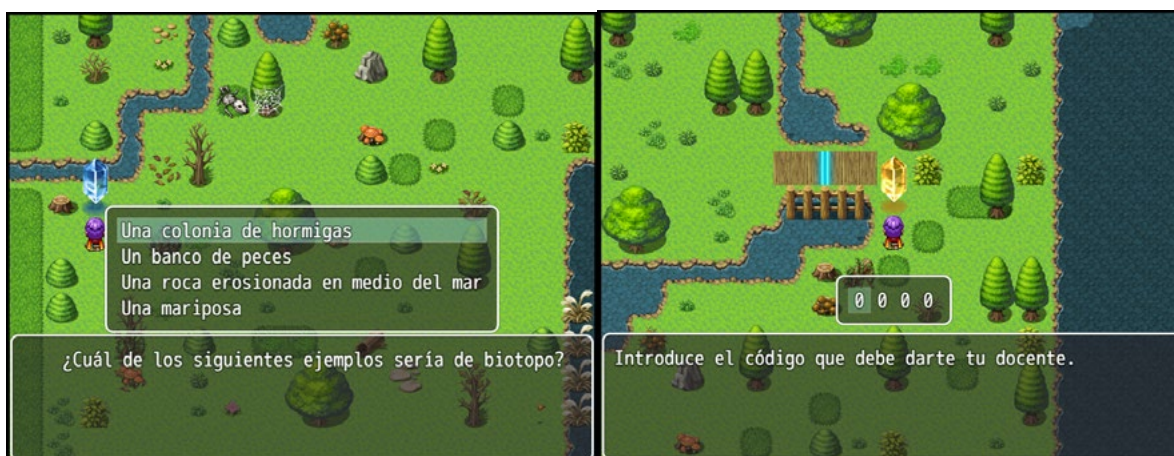 Una colonia de hormigas
Un banco de peces
Una roca erosionada en medio del mar
Una mariposa
¿Cuál de los siguientes ejemplos sería de biotopo?
0 0 0 0
Introduce el código que debe darte tu docente.